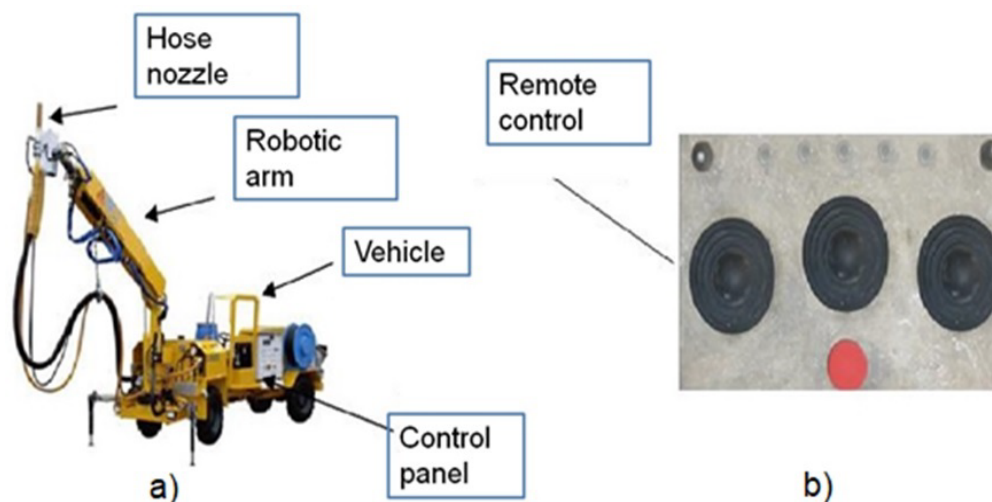 Hose
nozzle
Robotic
arm
Vehicle
Control
panel
a)
Remote
control
b)